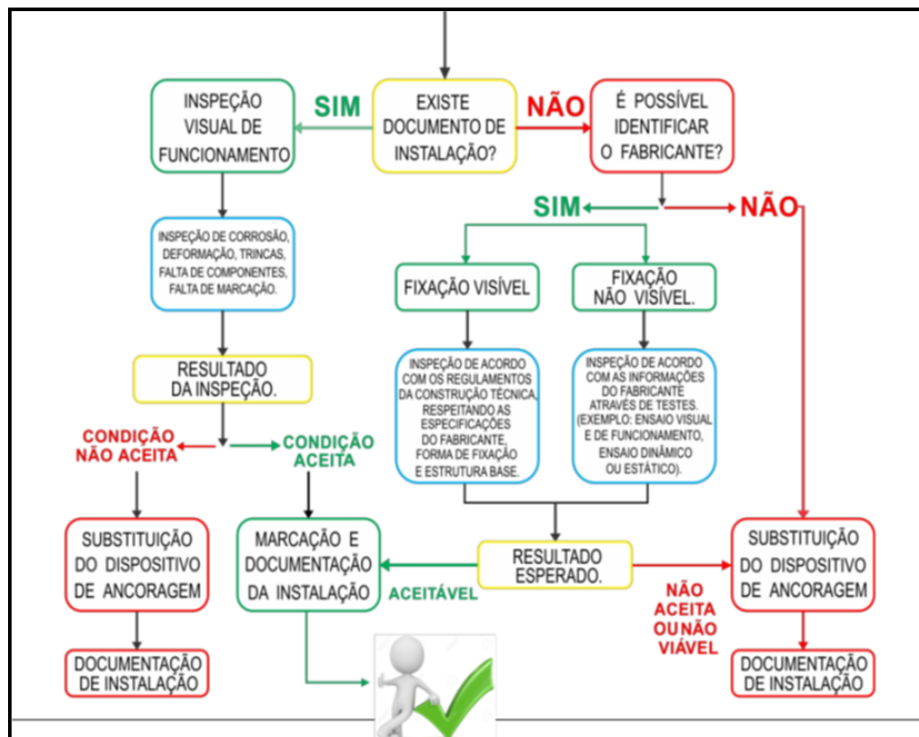 INSPEÇÃO
VISUAL DE
FUNCIONAMENTO
SIM
EXISTE
DOCUMENTO DE
INSTALAÇÃO?
NÃO
É POSSÍVEL
IDENTIFICAR
O FABRICANTE?
SIM
NÃO
INSPEÇÃO DE CORROSÃO,
DEFORMAÇÃO, TRINCAS,
FALTA DE COMPONENTES,
FALTA DE MARCAÇÃO.
FIXAÇÃO VISÍVEL
FIXAÇÃO
NÃO VISÍVEL.
RESULTADO
DA INSPEÇÃO.
INSPEÇÃO DE ACORDO
COM OS REGULAMENTOS
DA CONSTRUÇÃO TÉCNICA,
RESPEITANDO AS
ESPECIFICAÇÕES
DO FABRICANTE,
FORMA DE FIXAÇÃO
E ESTRUTURA BASE.
INSPEÇÃO DE ACORDO
COM AS INFORMAÇÕES
DO FABRICANTE
ATRAVÉS DE TESTES.
(EXEMPLO: ENSAIO VISUAL
E DE FUNCIONAMENTO,
ENSAIO DINÂMICO
OU ESTÁTICO).
CONDIÇÃO
NÃO ACEITA
CONDIÇÃO
ACEITA
SUBSTITUIÇÃO
DO DISPOSITIVO
DE ANCORAGEM
MARCAÇÃO E
DOCUMENTAÇÃO
DA INSTALAÇÃO
ACEITÁVEL
RESULTADO
ESPERADO.
NÃO
ACEITA
OU NÃO
VIÁVEL
SUBSTITUIÇÃO
DO DISPOSITIVO
DE ANCORAGEM
DOCUMENTAÇÃO
DE INSTALAÇÃO
DOCUMENTAÇÃO
DE INSTALAÇÃO